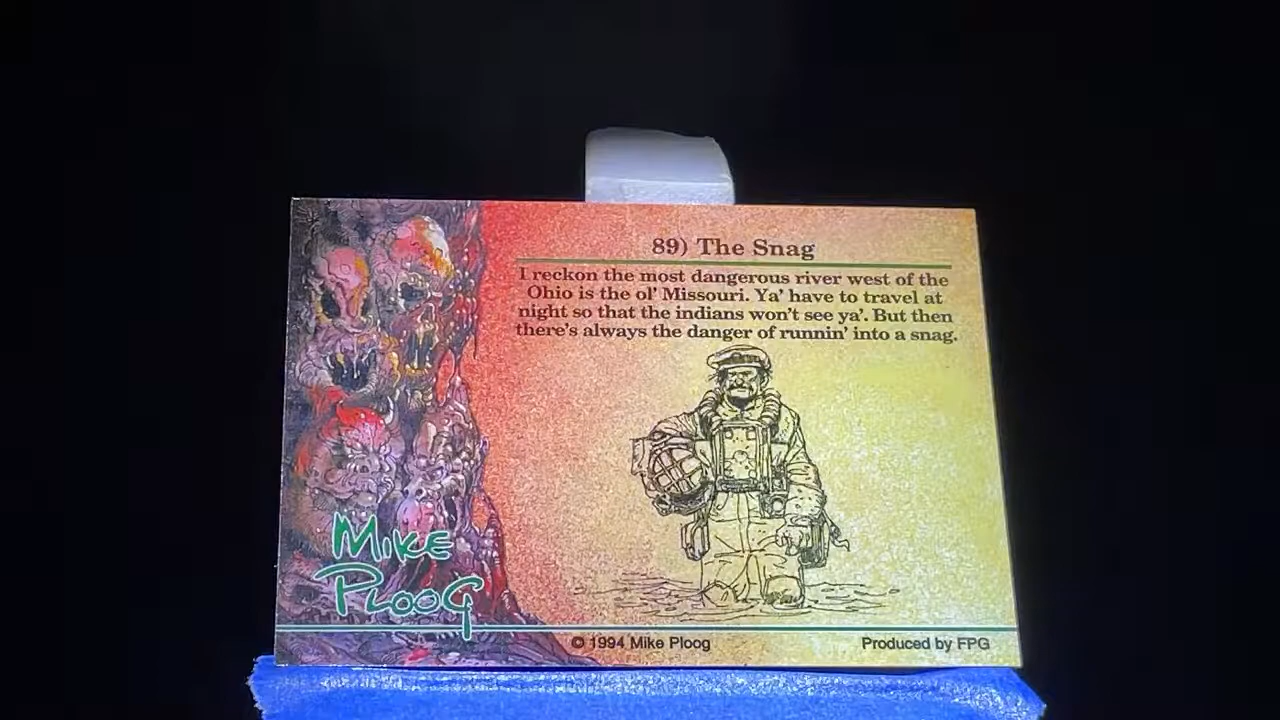 89) The Snag
I reckon the most dangerous river west of the
Ohio is the ol' Missouri. Ya' have to travel at
night so that the indians won't see ya'. But then
there's always the danger of runnin' into a snag.
Mike
Ploog
© 1994 Mike Ploog
Produced by FPG